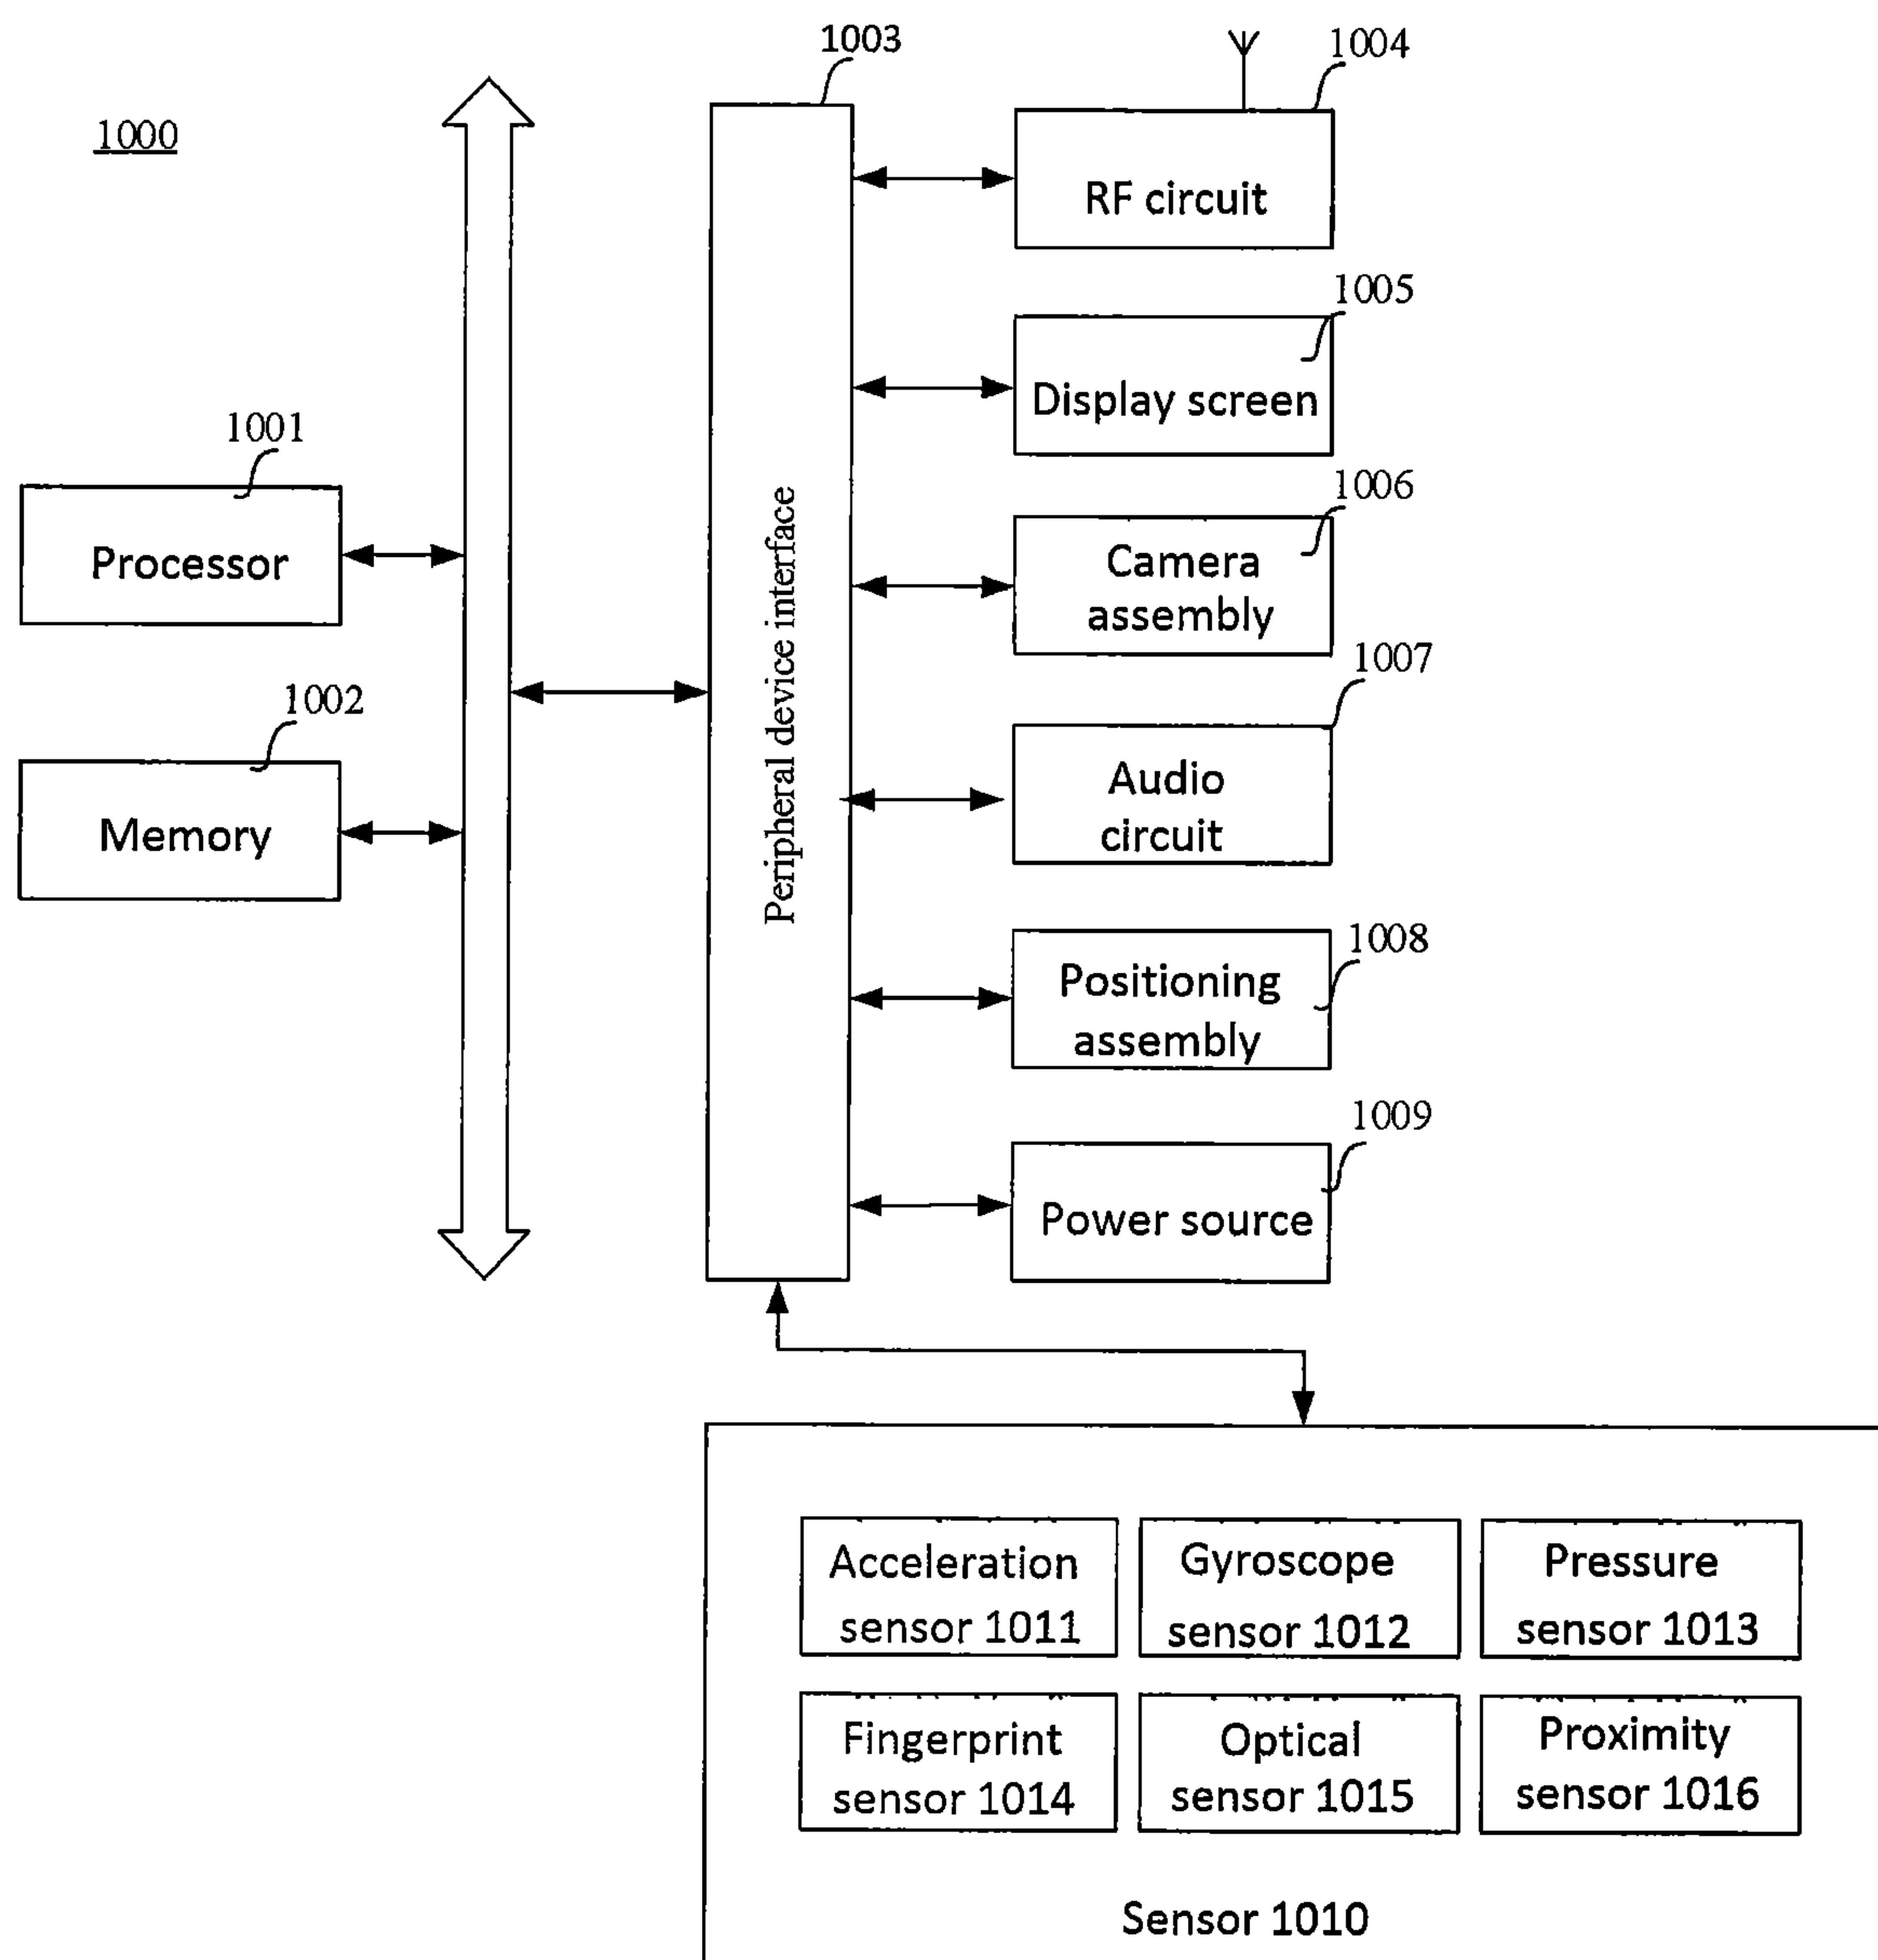 1000
1003
1004
RF circuit
1005
Display screen
1001
Processor
1006
Camera
assembly
Peripheral device interface
1002
Memory
1007
Audio
circuit
1008
Positioning
assembly
1009
Power source
Acceleration
sensor 1011
Gyroscope
sensor 1012
Pressure
sensor 1013
Fingerprint
sensor 1014
Optical
sensor 1015
Proximity
sensor 1016
Sensor 1010